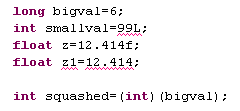 long bigval=6;
int smallval=99L;
float z=12.414f;
float z1=12.414;
int squashed=(int)(bigval);